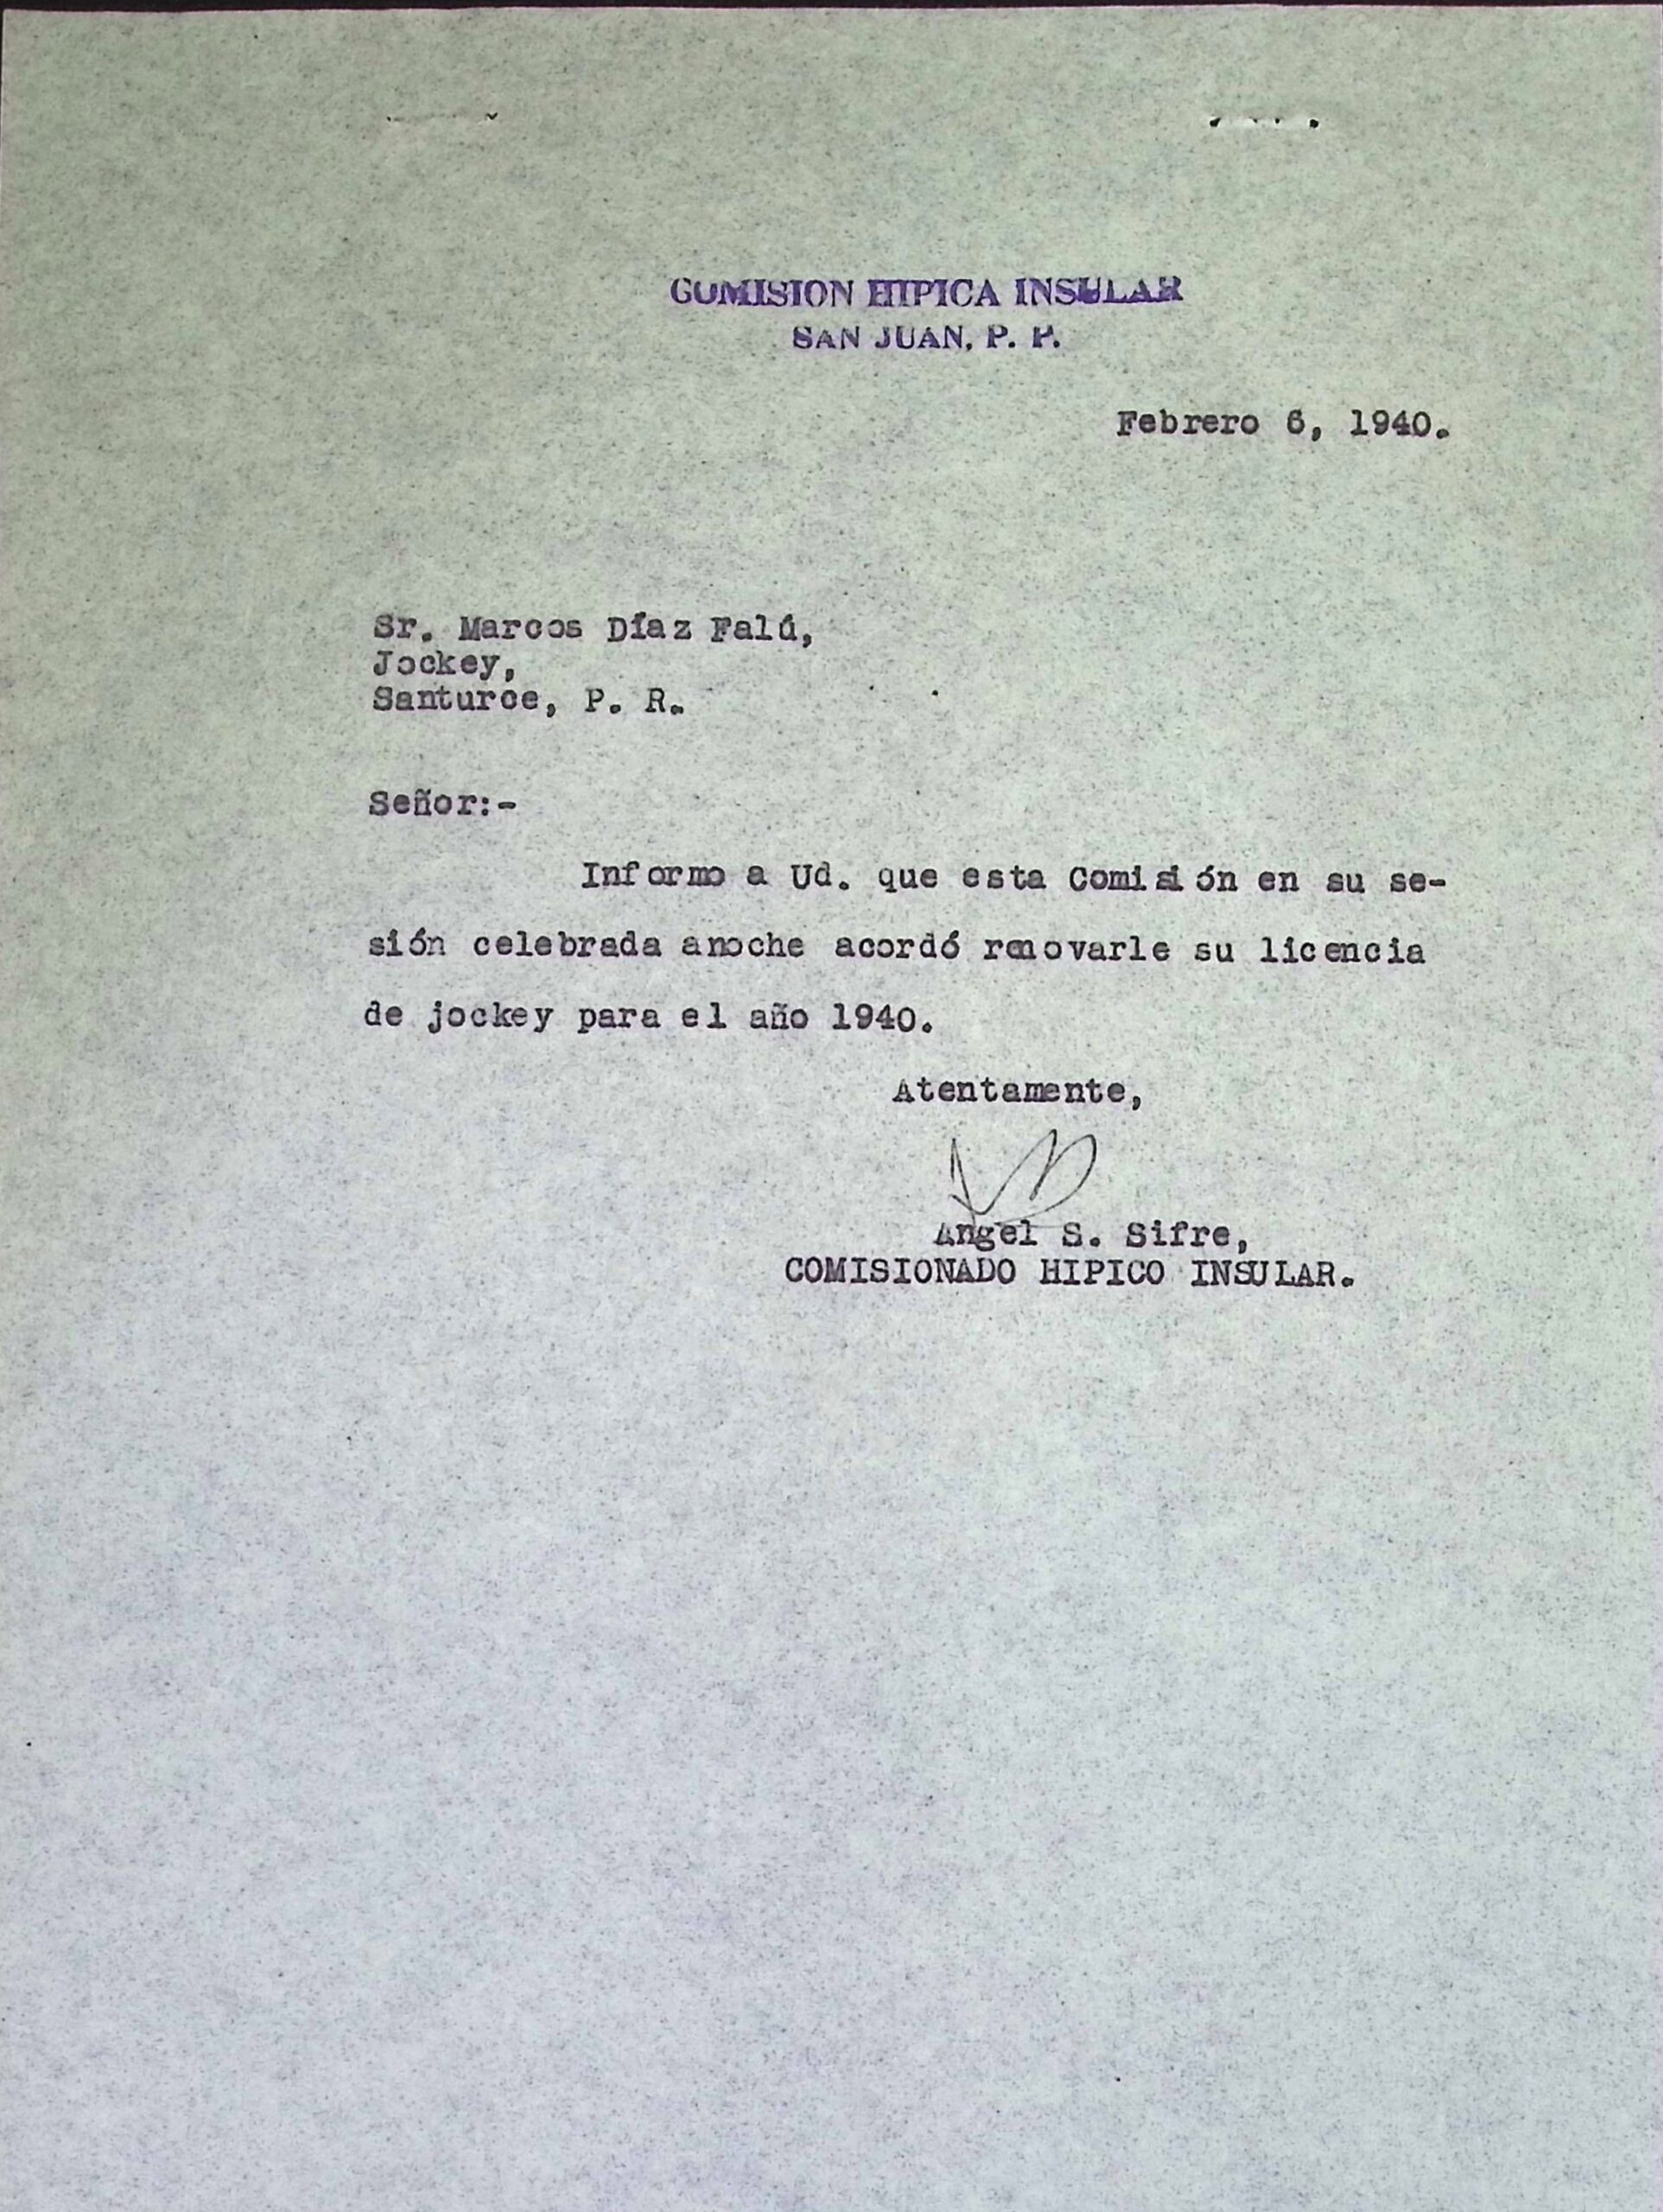 COMISION HIPICA INSULAR
SAN JUAN, P. R.
Febrero 6, 1940.
Sr. Marcos Díaz Falú,
Jockey,
Santurce, P. R.
Señor:-
Informo a Ud. que esta Comisión en su se-
sión celebrada anoche acordó renovarle su licencia
de jockey para el año 1940.
Atentamente,
Angel S. Sifre,
COMISIONADO HIPICO INSULAR.